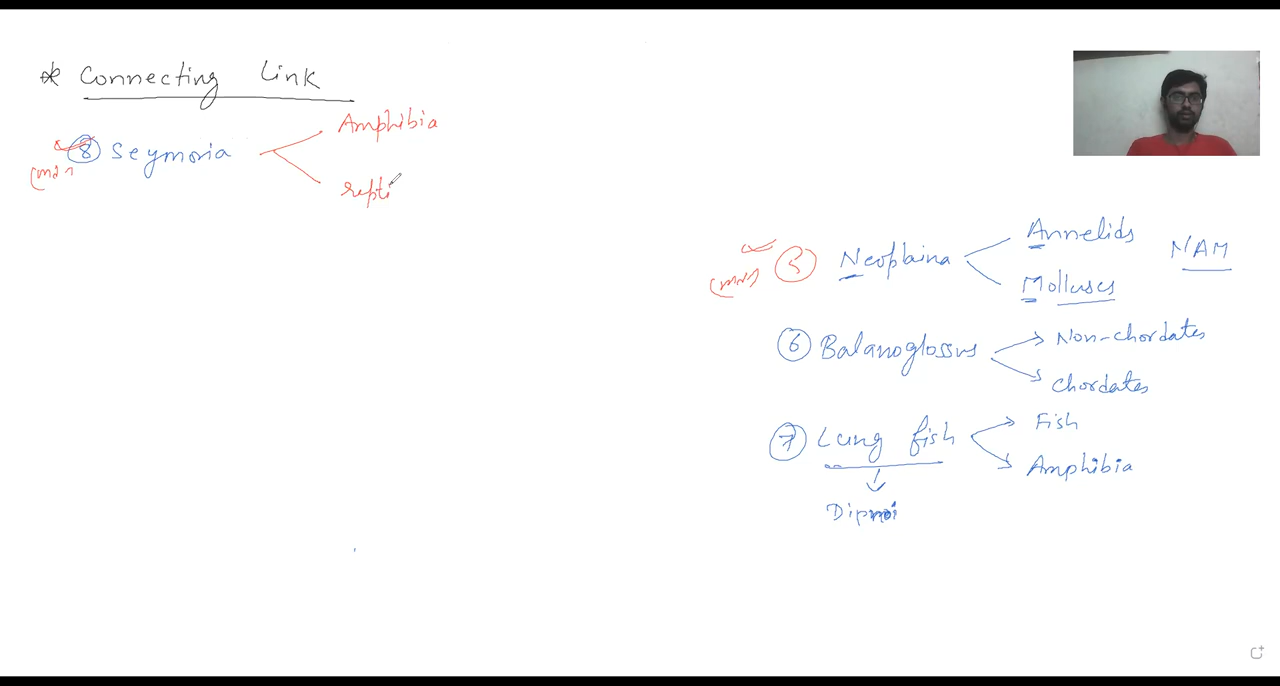 * Connecting Link
⑧ Seymoria
Amphibia
repti
⑤ Neoplaina
Annelids
Molluscs
NAM
⑥ Balanoglossus
Non-chordates
Chordates
⑦ Lung fish
Fish
Amphibia
Dipnoi